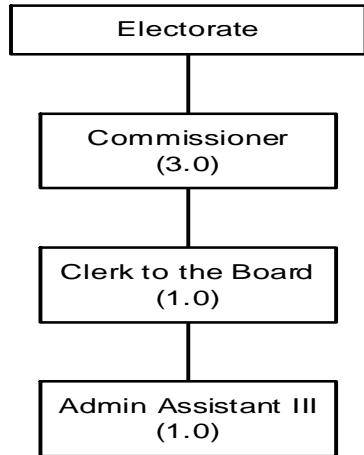 Electorate
Commissioner
(3.0)
Clerk to the Board
(1.0)
Admin Assistant III
(1.0)